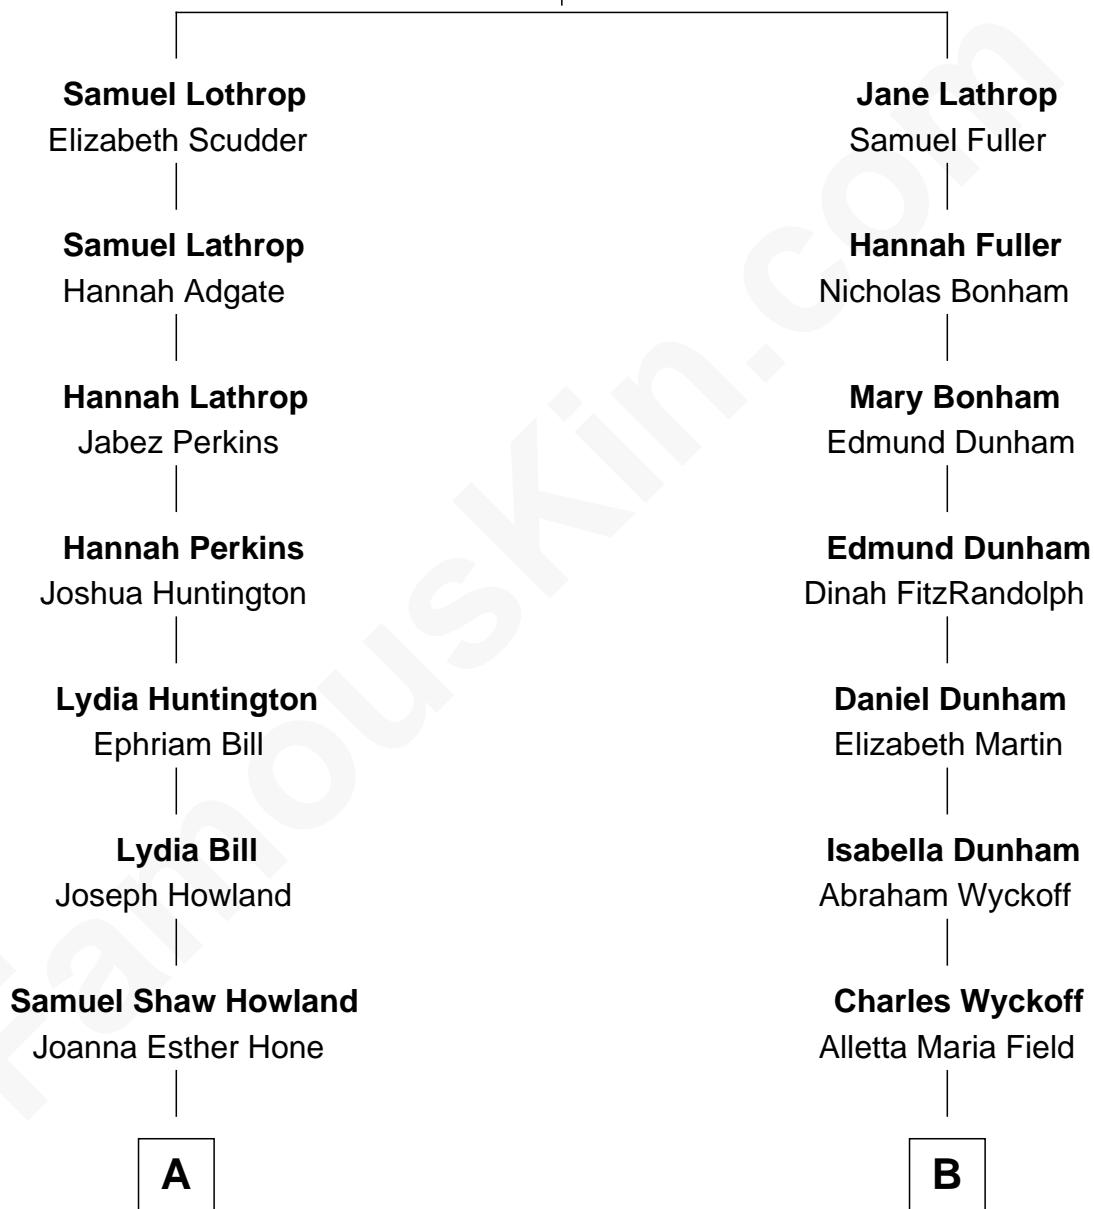 Samuel Lothrop
Elizabeth Scudder
Samuel Lathrop
Hannah Adgate
Hannah Lathrop
Jabez Perkins
Hannah Perkins
Joshua Huntington
Lydia Huntington
Ephriam Bill
Lydia Bill
Joseph Howland
Samuel Shaw Howland
Joanna Esther Hone
A
Jane Lathrop
Samuel Fuller
Hannah Fuller
Nicholas Bonham
Mary Bonham
Edmund Dunham
Edmund Dunham
Dinah FitzRandolph
Daniel Dunham
Elizabeth Martin
Isabella Dunham
Abraham Wyckoff
Charles Wyckoff
Alletta Maria Field
B
FamousKin.com